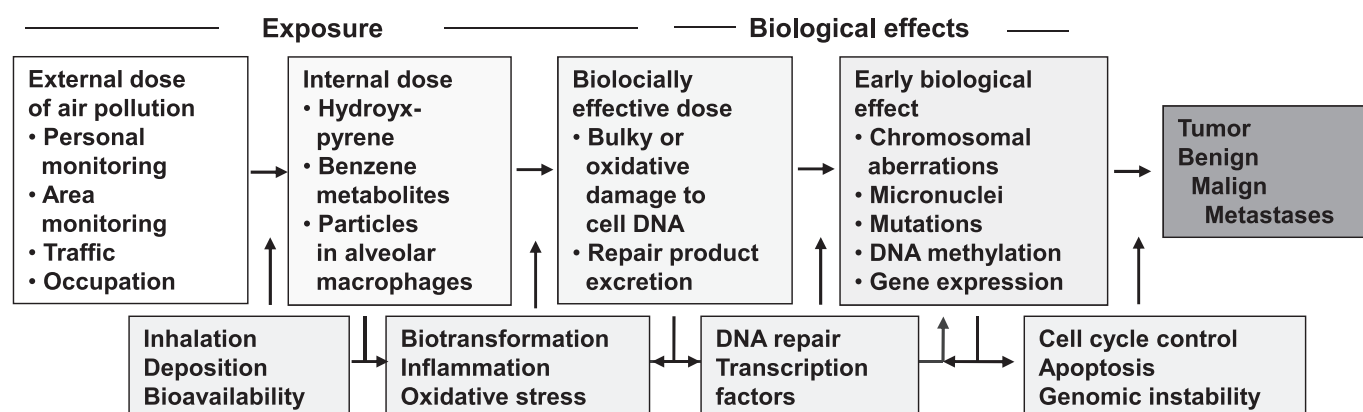 Exposure
Biological effects
External dose
of air pollution
• Personal
monitoring
• Area
monitoring
• Traffic
• Occupation
Internal dose
• Hydroyx-
pyrene
• Benzene
metabolites
• Particles
in alveolar
macrophages
Biolocially
effective dose
• Bulky or
oxidative
damage to
cell DNA
• Repair product
excretion
Early biological
effect
• Chromosomal
aberrations
• Micronuclei
• Mutations
• DNA methylation
• Gene expression
Tumor
Benign
Malign
Metastases
Inhalation
Deposition
Bioavailability
Biotransformation
Inflammation
Oxidative stress
DNA repair
Transcription
factors
Cell cycle control
Apoptosis
Genomic instability